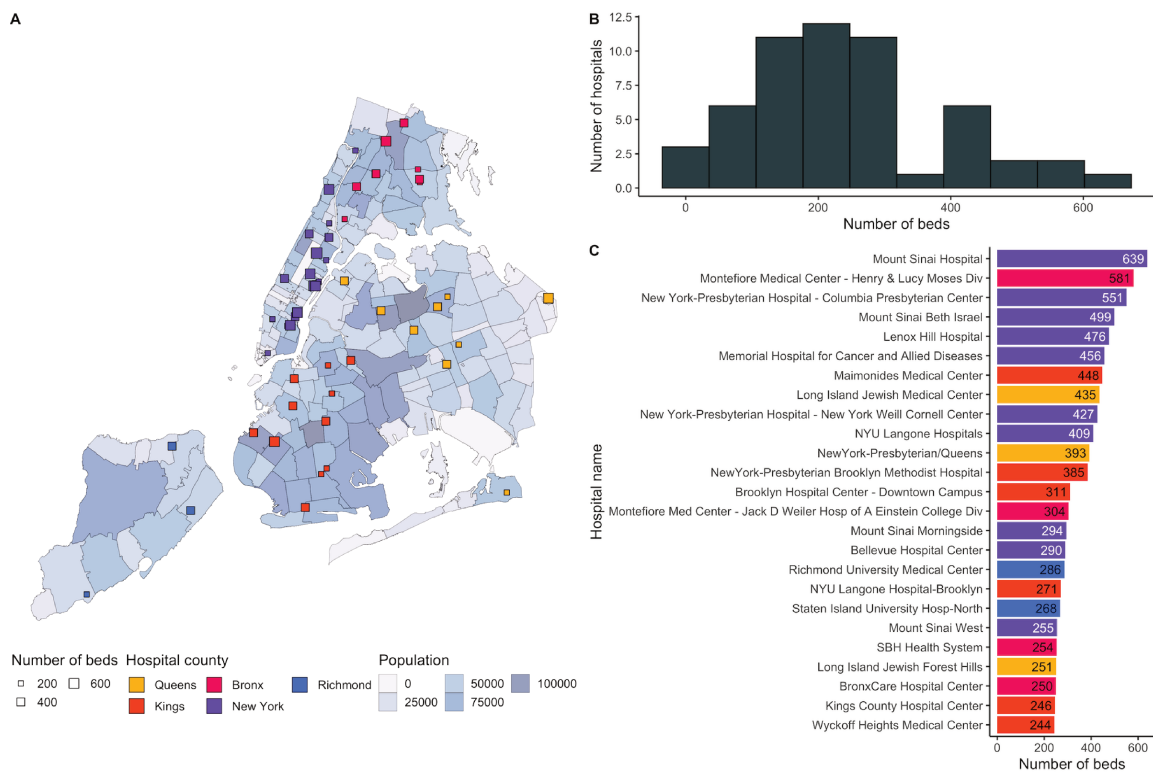 A
Number of beds
200
600
400
Hospital county
Queens
Bronx
Richmond
Kings
New York
Population
0
50000
100000
25000
75000
B
Number of hospitals
12.5
10.0
7.5
5.0
2.5
0.0
0
200
400
600
Number of beds
C
Hospital name
Mount Sinai Hospital 639
Montefiore Medical Center - Henry & Lucy Moses Div 581
New York-Presbyterian Hospital - Columbia Presbyterian Center 551
Mount Sinai Beth Israel 499
Lenox Hill Hospital 476
Memorial Hospital for Cancer and Allied Diseases 456
Maimonides Medical Center 448
Long Island Jewish Medical Center 435
New York-Presbyterian Hospital - New York Weill Cornell Center 427
NYU Langone Hospitals 409
NewYork-Presbyterian/Queens 393
NewYork-Presbyterian Brooklyn Methodist Hospital 385
Brooklyn Hospital Center - Downtown Campus 311
Montefiore Med Center - Jack D Weiler Hosp of A Einstein College Div 304
Mount Sinai Morningside 294
Bellevue Hospital Center 290
Richmond University Medical Center 286
NYU Langone Hospital-Brooklyn 271
Staten Island University Hosp-North 268
Mount Sinai West 255
SBH Health System 254
Long Island Jewish Forest Hills 251
BronxCare Hospital Center 250
Kings County Hospital Center 246
Wyckoff Heights Medical Center 244
0
200
400
600
Number of beds